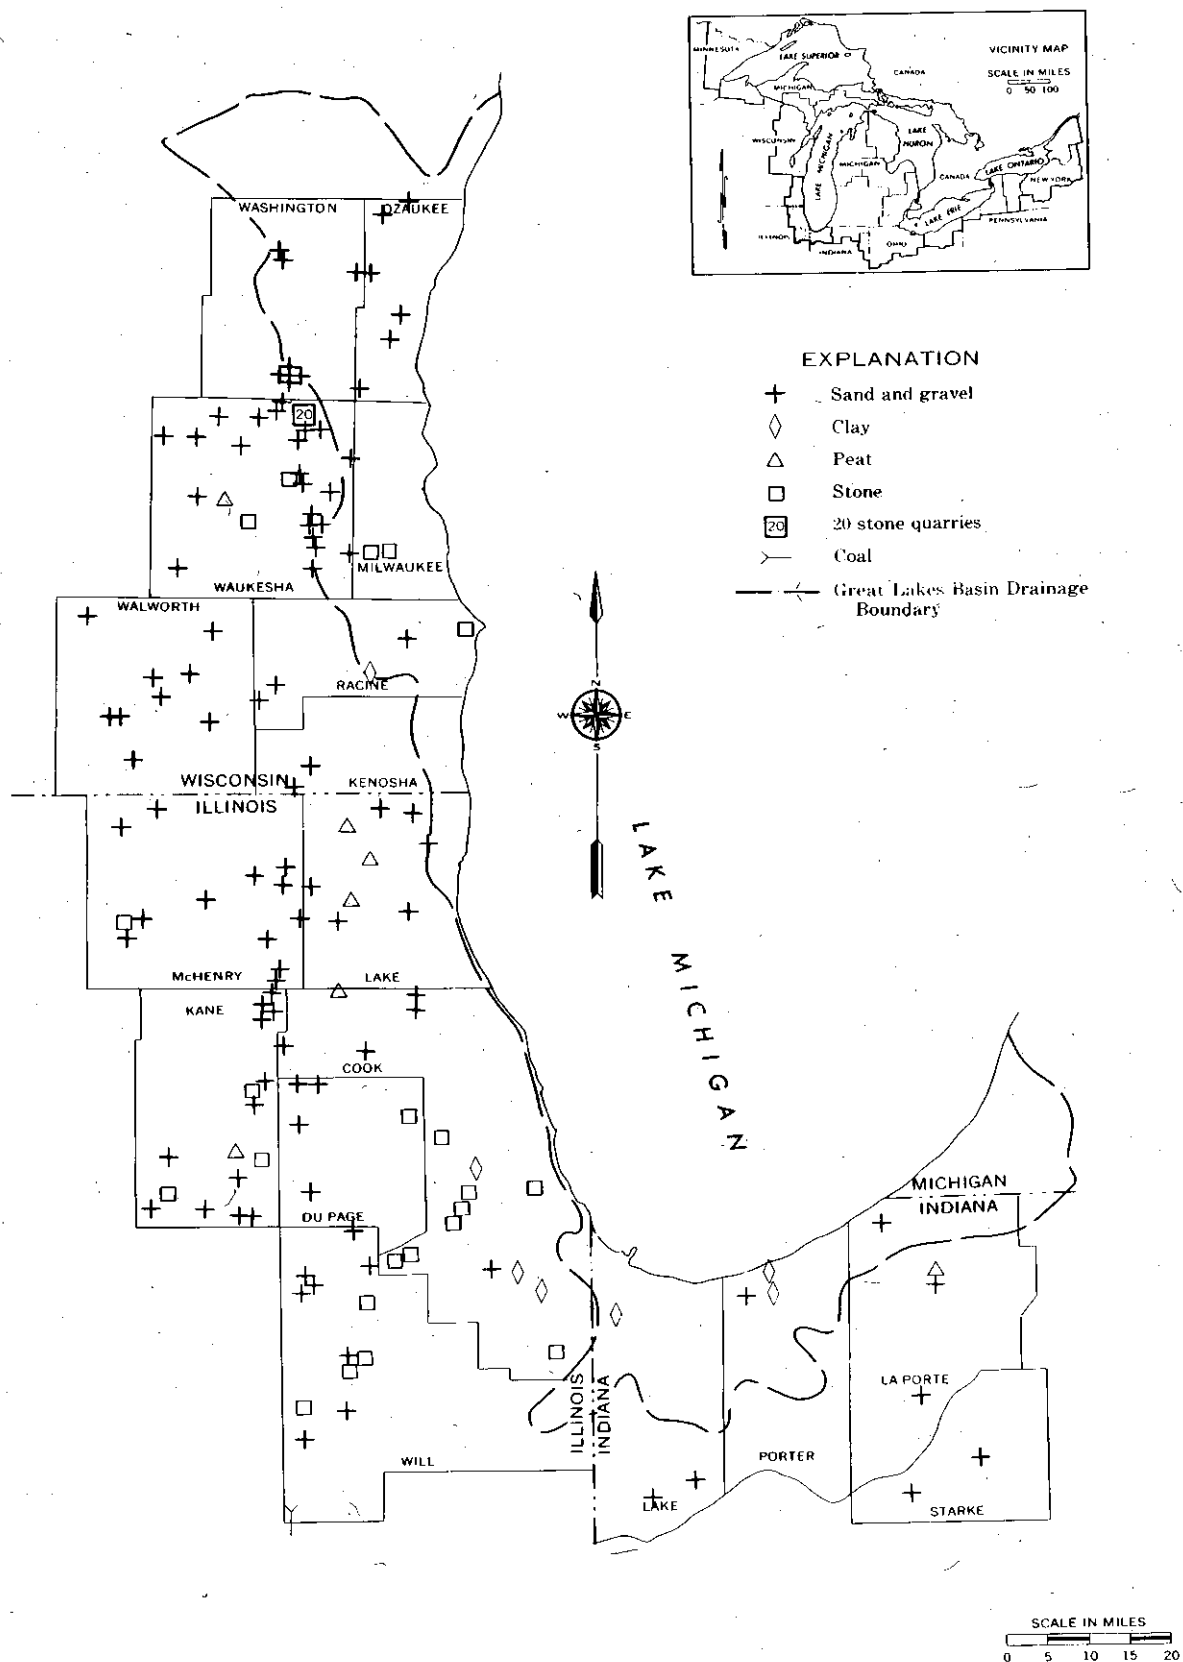 VICINITY MAP
SCALE IN MILES
0 50 100
MINNESOTA
LAKE SUPERIOR
CANADA
MICHIGAN
WISCONSIN
LAKE MICHIGAN
MICHIGAN
LAKE HURON
CANADA
LAKE ONTARIO
NEW YORK
LAKE ERIE
PENNSYLVANIA
ILLINOIS
INDIANA
OHIO
EXPLANATION
Sand and gravel
Clay
Peat
Stone
20 20 stone quarries
Coal
Great Lakes Basin Drainage
Boundary
WASHINGTON
OZAUKEE
20
MILWAUKEE
WAUKESHA
WALWORTH
RACINE
WISCONSIN
KENOSHA
ILLINOIS
N
W E
S
LAKE MICHIGAN
McHENRY
LAKE
KANE
COOK
DU PAGE
MICHIGAN
INDIANA
LA PORTE
ILLINOIS
INDIANA
WILL
PORTER
LAKE
STARKE
SCALE IN MILES
0 5 10 15 20